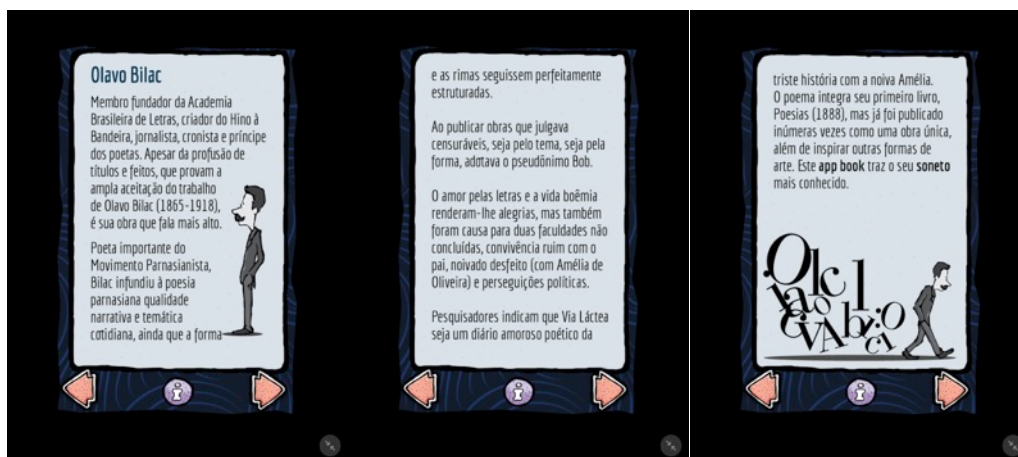 Olavo Bilac
Membro fundador da Academia
Brasileira de Letras, criador do Hino à
Bandeira, jornalista, cronista e príncipe
dos poetas. Apesar da profusão de
títulos e feitos, que provam a
ampla aceitação do trabalho
de Olavo Bilac (1865-1918),
é sua obra que fala mais alto.
Poeta importante do
Movimento Parnasianista,
Bilac infundiu à poesia
parnasiana qualidade
narrativa e temática
cotidiana, ainda que a forma
e as rimas seguissem perfeitamente
estruturadas.
Ao publicar obras que julgava
censuráveis, seja pelo tema, seja pela
forma, adotava o pseudônimo Bob.
O amor pelas letras e a vida boêmia
renderam-lhe alegrias, mas também
foram causa para duas faculdades não
concluídas, convivência ruim com o
pai, noivado desfeito (com Amélia de
Oliveira) e perseguições políticas.
Pesquisadores indicam que Via Láctea
seja um diário amoroso poético da
triste história com a noiva Amélia.
O poema integra seu primeiro livro,
Poesias (1888), mas já foi publicado
inúmeras vezes como uma obra única,
além de inspirar outras formas de
arte. Este app book traz o seu soneto
mais conhecido.